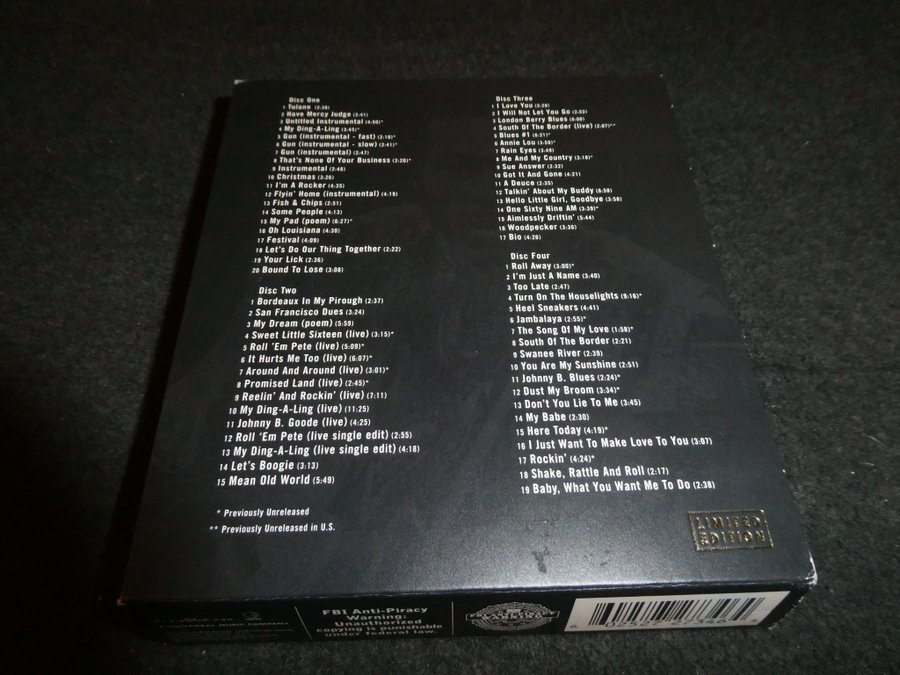 Disc One
1 Tulane (2:38)
2 Have Mercy Judge (2:41)
3 Untitled Instrumental (4:50)*
4 My Ding-A-Ling (3:45)*
5 Gun (instrumental - fast) (2:10)*
6 Gun (instrumental - slow) (2:41)*
7 Gun (instrumental) (2:47)
8 That's None Of Your Business (2:20)*
9 Instrumental (2:48)
10 Christmas (3:26)
11 I'm A Rocker (4:35)
12 Flyin' Home (instrumental) (4:19)
13 Fish & Chips (2:51)
14 Some People (4:13)
15 My Pad (poem) (6:27)*
16 Oh Louisiana (4:30)
17 Festival (4:09)
18 Let's Do Our Thing Together (2:22)
19 Your Lick (2:36)
20 Bound To Lose (3:08)
Disc Two
1 Bordeaux In My Pirough (2:37)
2 San Francisco Dues (3:24)
3 My Dream (poem) (5:59)
4 Sweet Little Sixteen (live) (3:15)*
5 Roll 'Em Pete (live) (5:09)*
6 It Hurts Me Too (live) (6:07)*
7 Around And Around (live) (3:01)*
8 Promised Land (live) (2:45)*
9 Reelin' And Rockin' (live) (7:11)
10 My Ding-A-Ling (live) (11:25)
11 Johnny B. Goode (live) (4:25)
12 Roll 'Em Pete (live single edit) (2:55)
13 My Ding-A-Ling (live single edit) (4:18)
14 Let's Boogie (3:13)
15 Mean Old World (5:49)
* Previously Unreleased
** Previously Unreleased in U.S.
Disc Three
1 I Love You (3:28)
2 I Will Not Let You Go (2:53)
3 London Berry Blues (5:50)
4 South Of The Border (live) (2:07)**
5 Blues #1 (6:21)*
6 Annie Lou (3:58)*
7 Rain Eyes (3:48)
8 Me And My Country (3:18)*
9 Sue Answer (2:32)
10 Got It And Gone (4:21)
11 A Deuce (2:25)
12 Talkin' About My Buddy (6:58)
13 Hello Little Girl, Goodbye (3:50)
14 One Sixty Nine AM (3:39)*
15 Aimlessly Driftin' (5:44)
16 Woodpecker (3:36)
17 Bio (4:26)
Disc Four
1 Roll Away (3:00)*
2 I'm Just A Name (3:40)
3 Too Late (2:47)
4 Turn On The Houselights (9:16)*
5 Heel Sneakers (4:41)
6 Jambalaya (2:55)*
7 The Song Of My Love (1:58)*
8 South Of The Border (2:21)
9 Swanee River (2:39)
10 You Are My Sunshine (2:51)
11 Johnny B. Blues (2:24)*
12 Dust My Broom (3:34)*
13 Don't You Lie To Me (3:45)
14 My Babe (2:30)
15 Here Today (4:19)*
16 I Just Want To Make Love To You (3:07)
17 Rockin' (4:24)*
18 Shake, Rattle And Roll (2:17)
19 Baby, What You Want Me To Do (2:38)
LIMITED
EDITION
FBI Anti-Piracy
Warning:
Unauthorized
copying is punishable
under federal law.
UNIVERSAL MUSIC COMPANY